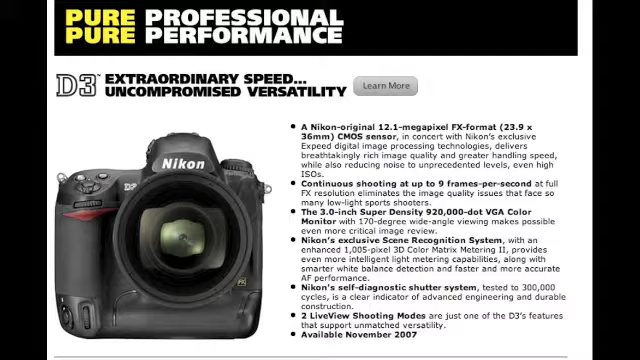 PURE PROFESSIONAL
PURE PERFORMANCE
D3™ EXTRAORDINARY SPEED...
UNCOMPROMISED VERSATILITY
Learn More
Nikon
D3
FX
• A Nikon-original 12.1-megapixel FX-format (23.9 x
36mm) CMOS sensor, in concert with Nikon's exclusive
Expeed digital image processing technologies, delivers
breathtakingly rich image quality and greater handling speed,
while also reducing noise to unprecedented levels, even high
ISOs.
• Continuous shooting at up to 9 frames-per-second at full
FX resolution eliminates the image quality issues that face so
many low-light sports shooters.
• The 3.0-inch Super Density 920,000-dot VGA Color
Monitor with 170-degree wide-angle viewing makes possible
even more critical image review.
• Nikon's exclusive Scene Recognition System, with an
enhanced 1,005-pixel 3D Color Matrix Metering II, provides
even more intelligent light metering capabilities, along with
smarter white balance detection and faster and more accurate
AF performance.
• Nikon's self-diagnostic shutter system, tested to 300,000
cycles, is a clear indicator of advanced engineering and durable
construction.
• 2 LiveView Shooting Modes are just one of the D3's features
that support unmatched versatility.
• Available November 2007